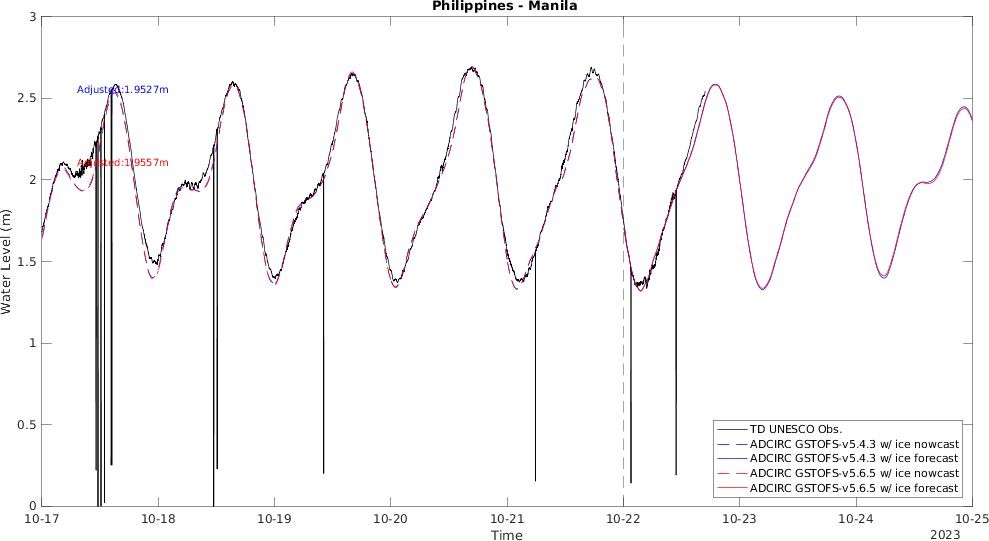 Philippines - Manila
3
2.5
2
1.5
1
0.5
0
Water Level (m)
Adjusted:1.9527m
Adjusted:1.9557m
TD UNESCO Obs.
ADCIRC GSTOFS-v5.4.3 w/ ice nowcast
ADCIRC GSTOFS-v5.4.3 w/ ice forecast
ADCIRC GSTOFS-v5.6.5 w/ ice nowcast
ADCIRC GSTOFS-v5.6.5 w/ ice forecast
10-17 10-18 10-19 10-20 10-21 10-22 10-23 10-24 10-25
Time
2023